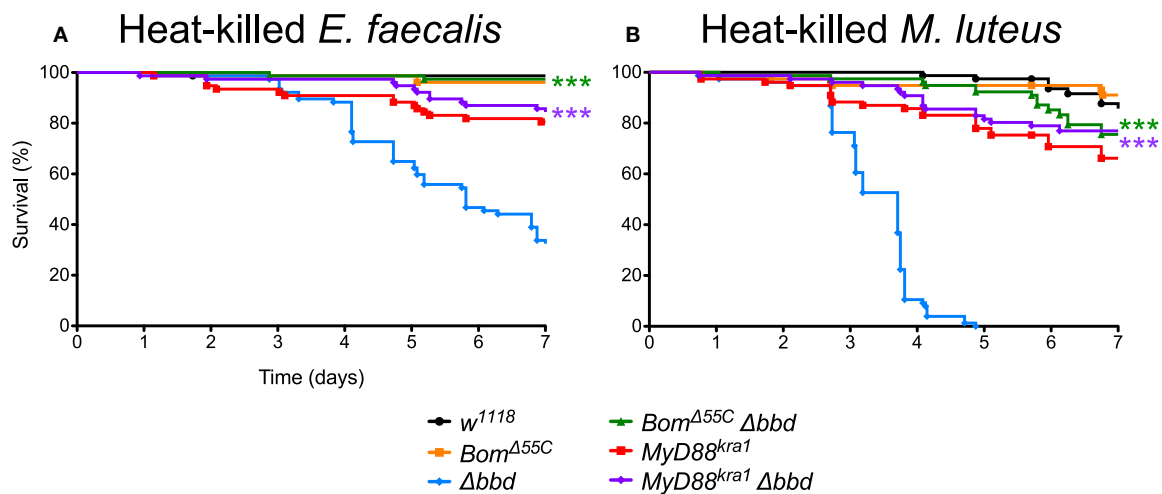 A Heat-killed E. faecalis
B Heat-killed M. luteus
Survival (%)
100
80
60
40
20
0
***
***
0 1 2 3 4 5 6 7
Time (days)
100
80
60
40
20
0
***
***
0 1 2 3 4 5 6 7
w1118
BomΔ55C
Δbbd
BomΔ55C Δbbd
MyD88kra1
MyD88kra1 Δbbd